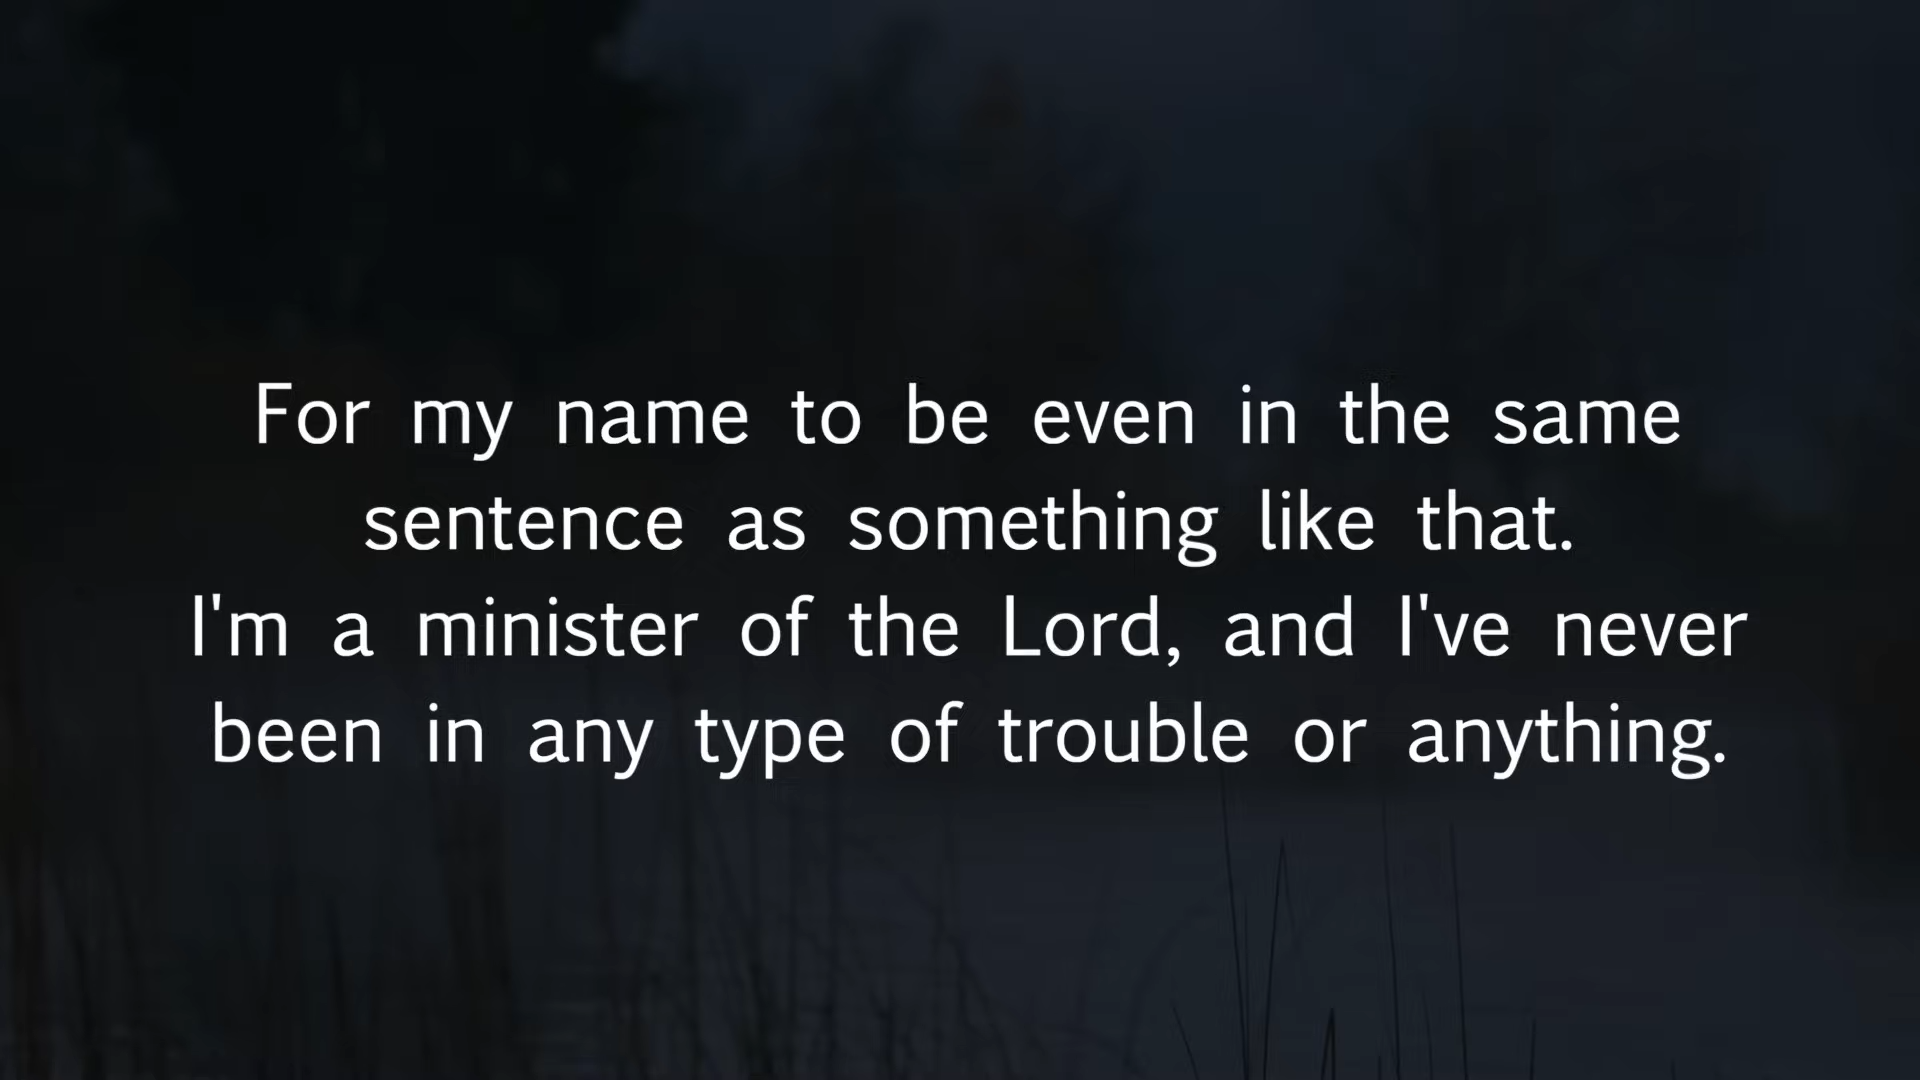 For my name to be even in the same
sentence as something like that.
I'm a minister of the Lord, and I've never
been in any type of trouble or anything.